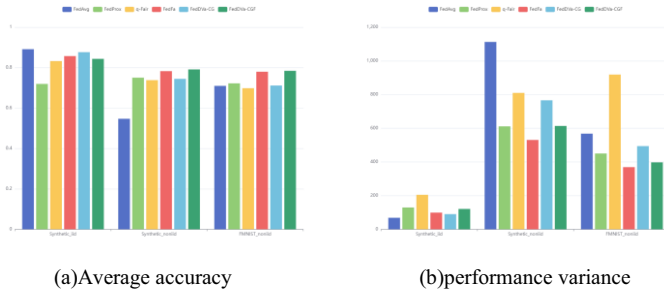 FedAvg FedProx α-Fair FedFa FedDVa-CG FedDVa-CGF
1
0.8
0.6
0.4
0.2
0
Synthetic_iid Synthetic_noniid FMNIST_noniid
(a)Average accuracy
FedAvg FedProx α-Fair FedFa FedDVa-CG FedDVa-CGF
1,200
1,000
800
600
400
200
0
Synthetic_iid Synthetic_noniid FMNIST_noniid
(b)performance variance